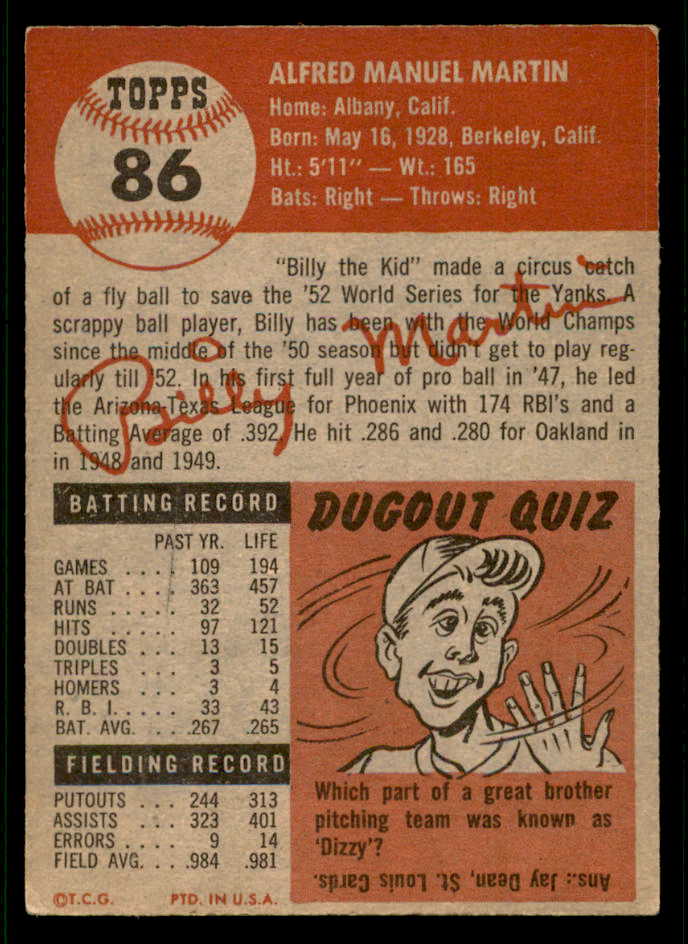 TOPPS
86
ALFRED MANUEL MARTIN
Home: Albany, Calif.
Born: May 16, 1928, Berkeley, Calif.
Ht.: 5'11" — Wt.: 165
Bats: Right — Throws: Right
"Billy the Kid" made a circus catch
of a fly ball to save the '52 World Series for the Yanks. A
scrappy ball player, Billy has been with the World Champs
since the middle of the '50 season but didn't get to play reg-
ularly till '52. In his first full year of pro ball in '47, he led
the Arizona-Texas League for Phoenix with 174 RBI's and a
Batting Average of .392. He hit .286 and .280 for Oakland in
in 1948 and 1949.
Billy Martin
BATTING RECORD
PAST YR. LIFE
GAMES .... 109 194
AT BAT .... 363 457
RUNS ..... 32 52
HITS ..... 97 121
DOUBLES ... 13 15
TRIPLES ... 3 5
HOMERS ... 3 4
R. B. I. .... 33 43
BAT. AVG. ... .267 .265
FIELDING RECORD
PUTOUTS ... 244 313
ASSISTS ... 323 401
ERRORS .... 9 14
FIELD AVG. ... .984 .981
©T.C.G. PTD. IN U.S.A.
DUGOUT QUIZ
Which part of a great brother
pitching team was known as
'Dizzy'?
Ans.: Jay Dean, St. Louis Cards.